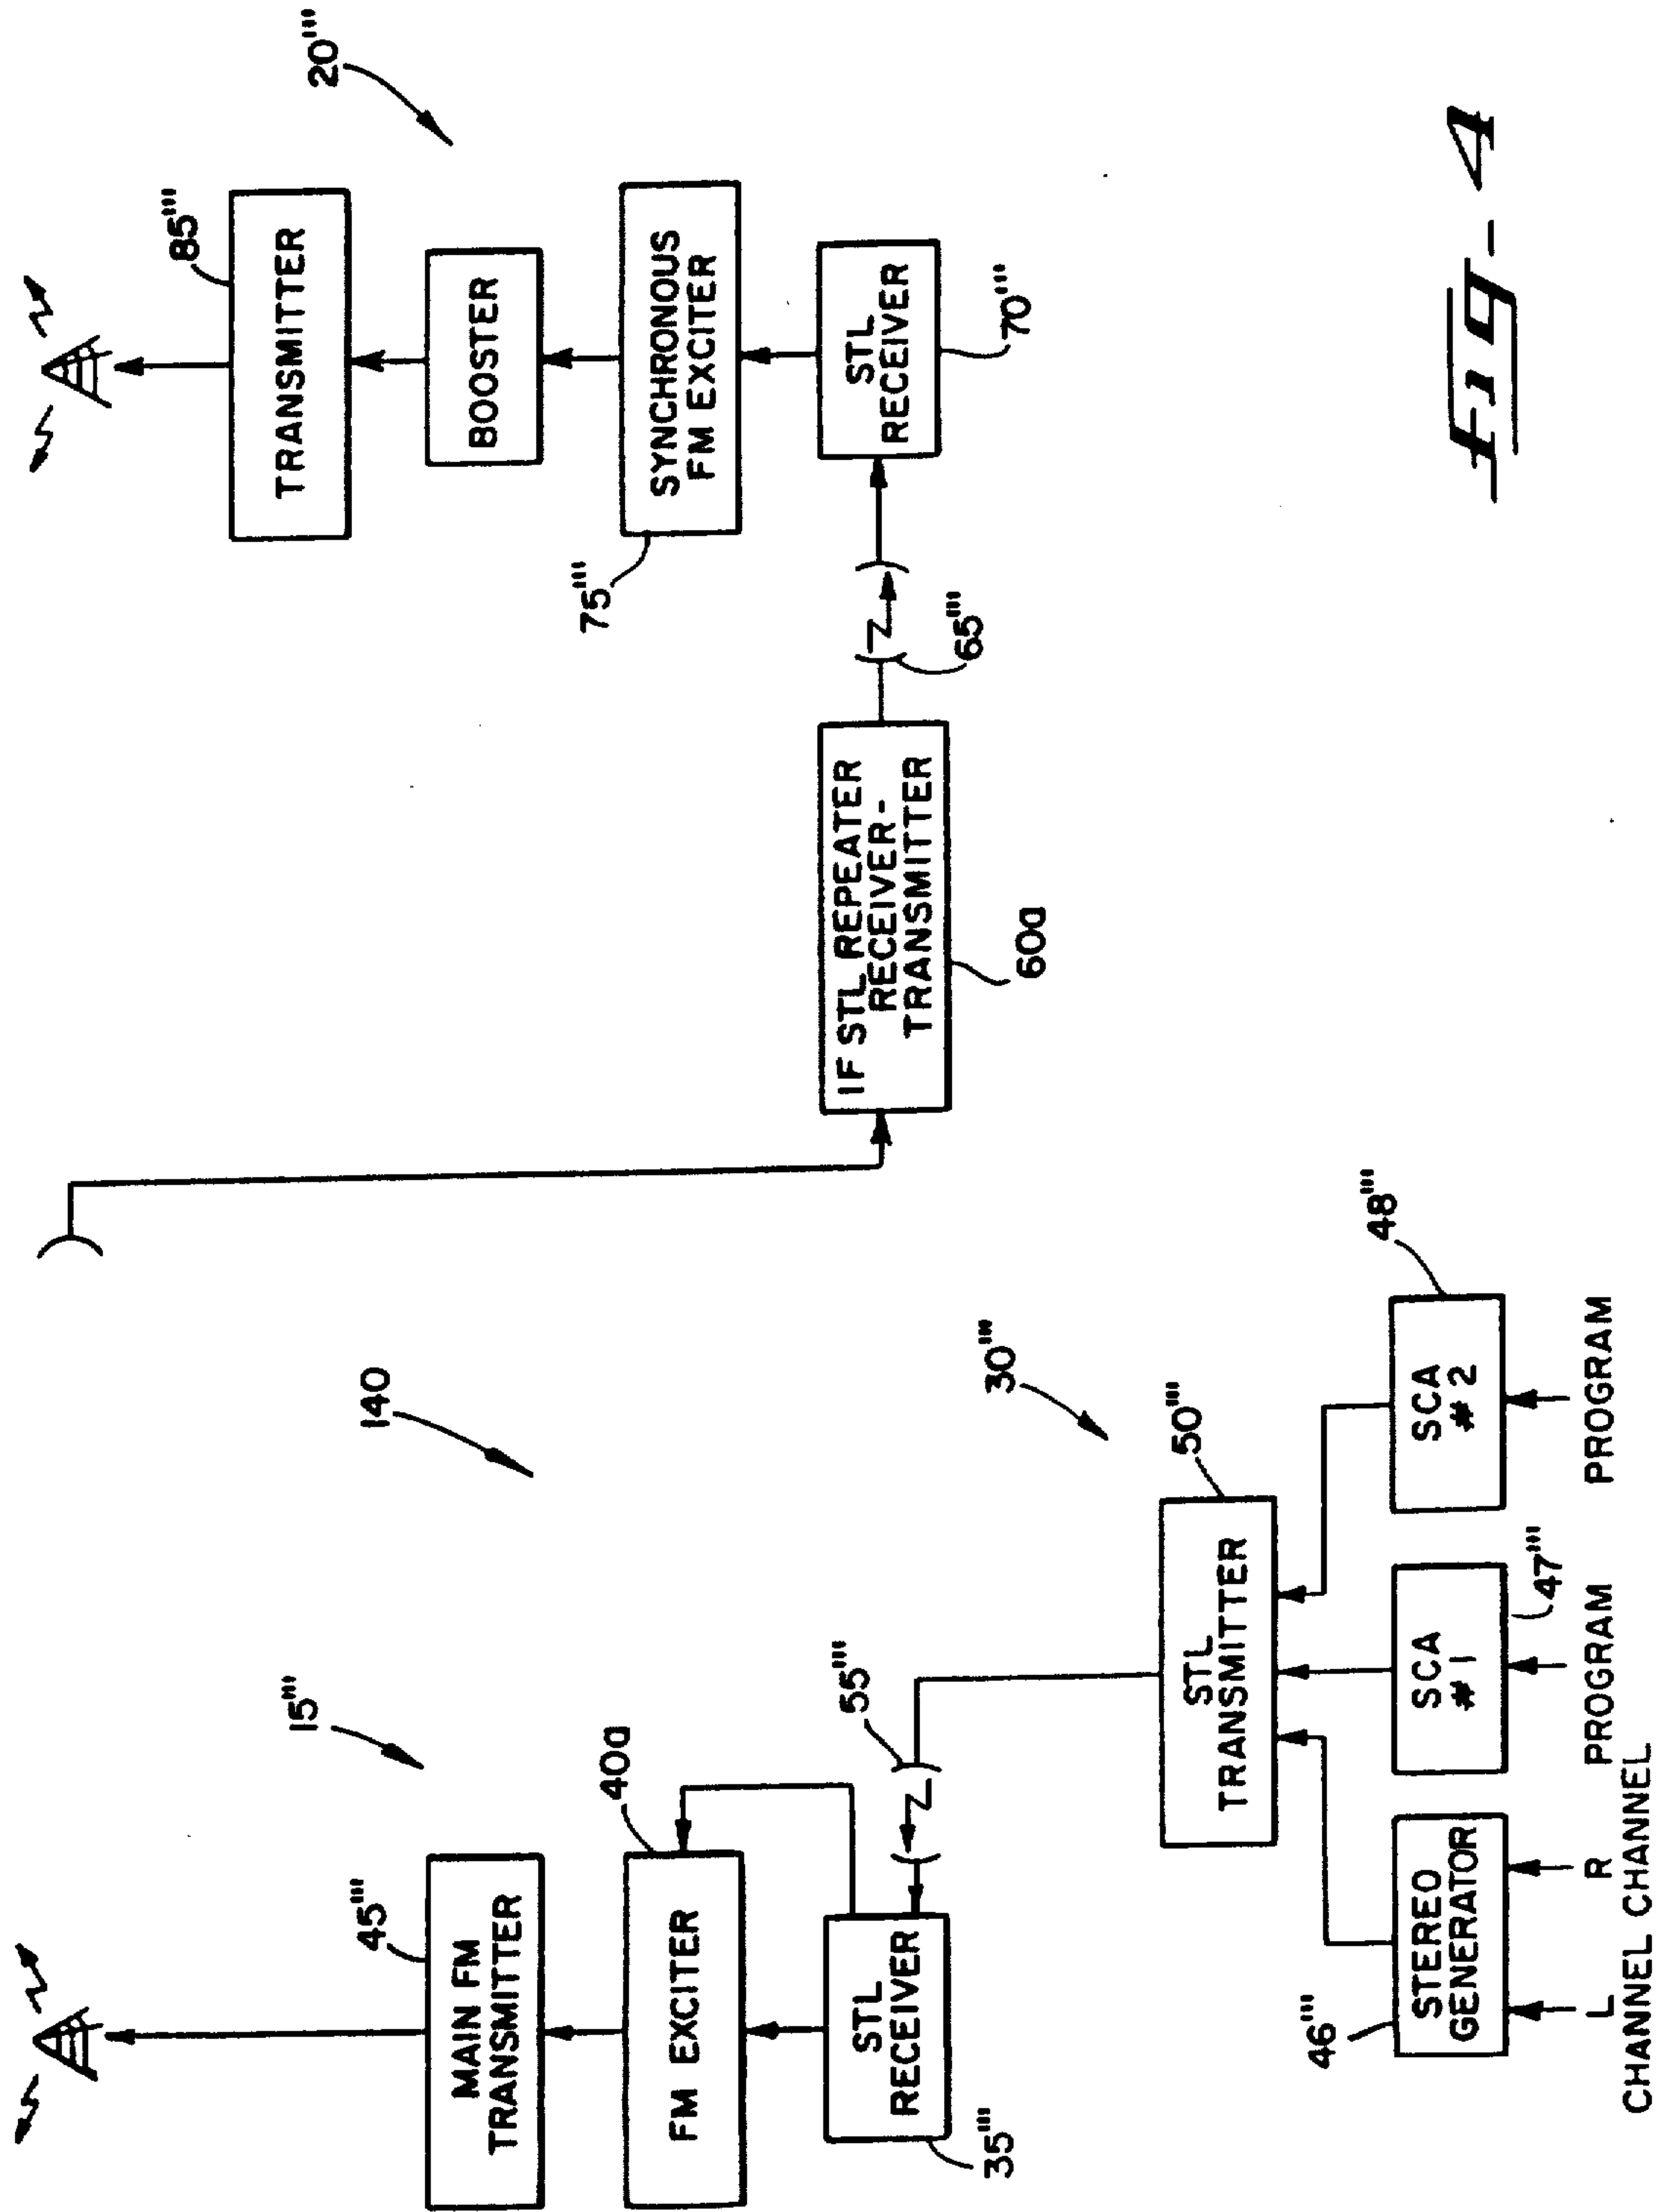 15'''
45'''
MAIN FM
TRANSMITTER
40a
FM EXCITER
STL
RECEIVER
35'''
55'''
140
30'''
50'''
STL
TRANSMITTER
46'''
STEREO
GENERATOR
SCA
#1
47'''
SCA
#2
48'''
L R PROGRAM PROGRAM
CHANNEL CHANNEL
20'''
85'''
TRANSMITTER
BOOSTER
75'''
SYNCHRONOUS
FM EXCITER
STL
RECEIVER
70'''
65'''
IF STL REPEATER
RECEIVER-
TRANSMITTER
60a
Fig-4